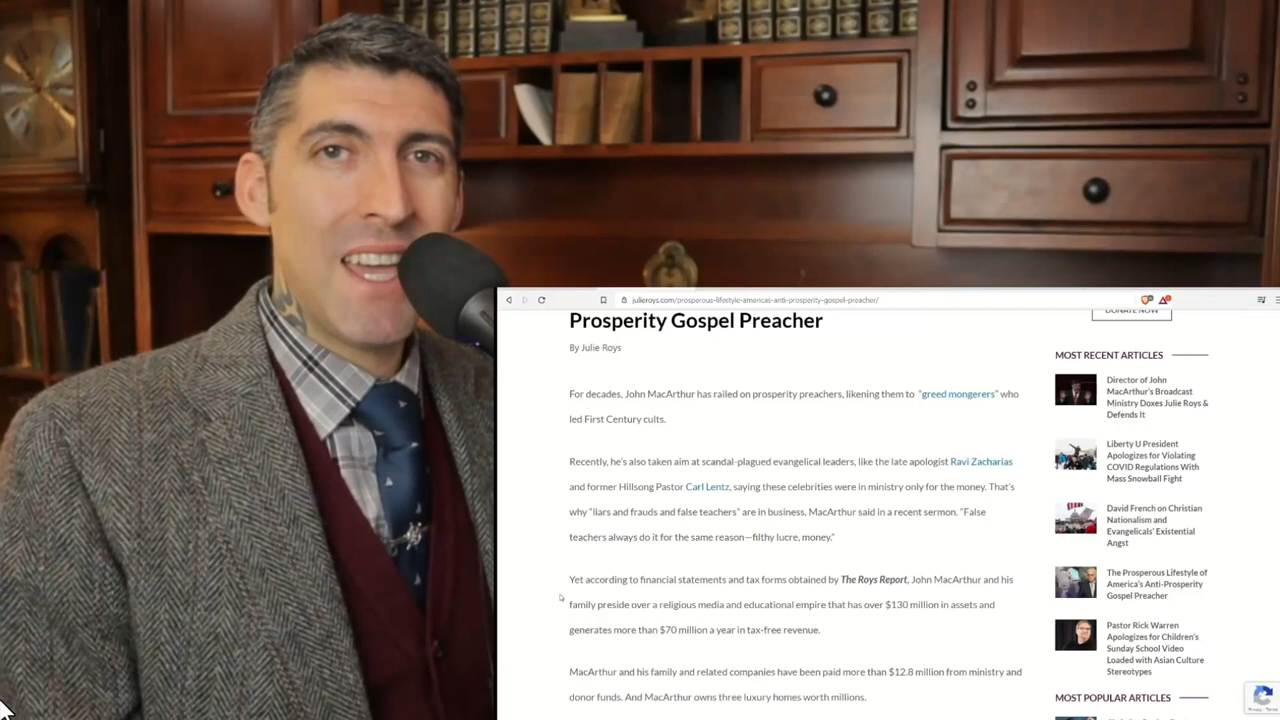 julieroys.com/prosperous-lifestyle-americas-anti-prosperity-gospel-preacher/
Prosperity Gospel Preacher
By Julie Roys
For decades, John MacArthur has railed on prosperity preachers, likening them to "greed mongerers" who
led First Century cults.
Recently, he's also taken aim at scandal-plagued evangelical leaders, like the late apologist Ravi Zacharias
and former Hillsong Pastor Carl Lentz, saying these celebrities were in ministry only for the money. That's
why "liars and frauds and false teachers" are in business, MacArthur said in a recent sermon. "False
teachers always do it for the same reason—filthy lucre, money."
Yet according to financial statements and tax forms obtained by The Roys Report, John MacArthur and his
family preside over a religious media and educational empire that has over $130 million in assets and
generates more than $70 million a year in tax-free revenue.
MacArthur and his family and related companies have been paid more than $12.8 million from ministry and
donor funds. And MacArthur owns three luxury homes worth millions.
DONATE NOW
MOST RECENT ARTICLES
Director of John
MacArthur's Broadcast
Ministry Doxes Julie Roys &
Defends It
Liberty U President
Apologizes for Violating
COVID Regulations With
Mass Snowball Fight
David French on Christian
Nationalism and
Evangelicals' Existential
Angst
The Prosperous Lifestyle of
America's Anti-Prosperity
Gospel Preacher
Pastor Rick Warren
Apologizes for Children's
Sunday School Video
Loaded with Asian Culture
Stereotypes
MOST POPULAR ARTICLES